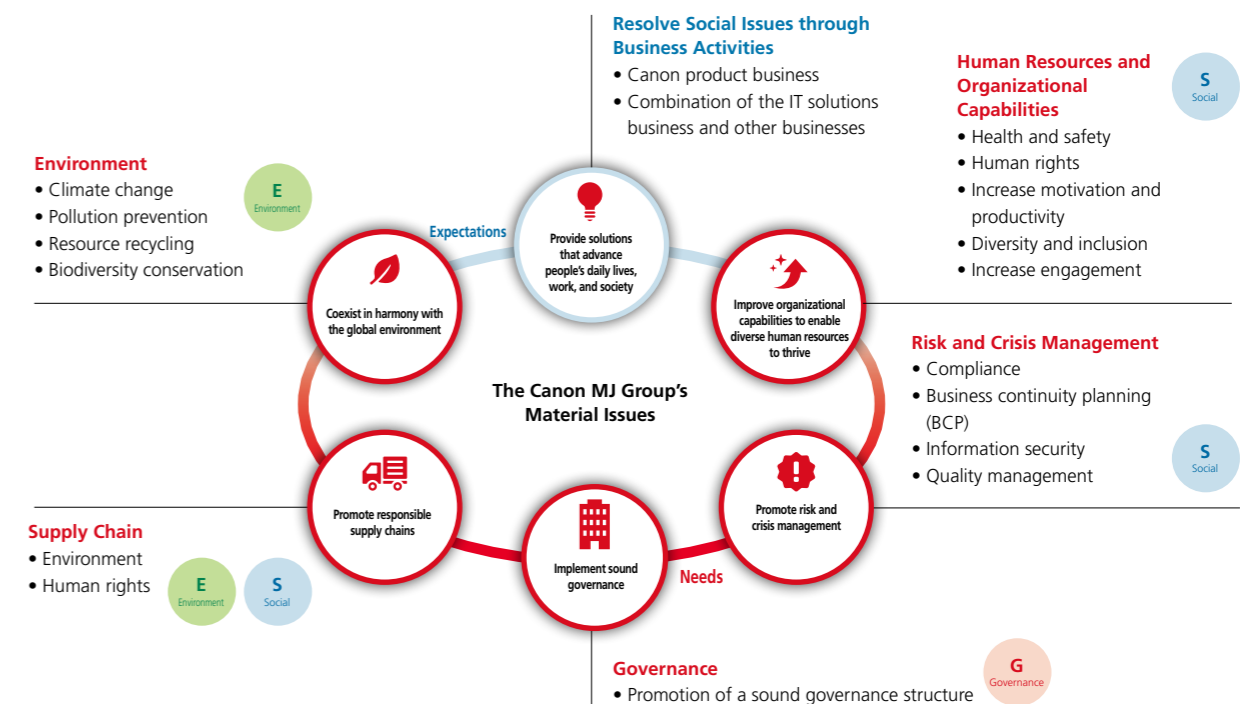 Resolve Social Issues through
Business Activities
• Canon product business
• Combination of the IT solutions
business and other businesses
Human Resources and
Organizational
Capabilities
• Health and safety
• Human rights
• Increase motivation and
productivity
• Diversity and inclusion
• Increase engagement
S
Social
Environment
• Climate change
• Pollution prevention
• Resource recycling
• Biodiversity conservation
E
Environment
Expectations
Provide solutions
that advance
people's daily lives,
work, and society
Coexist in harmony with
the global environment
Improve organizational
capabilities to enable
diverse human resources
to thrive
The Canon MJ Group's
Material Issues
Risk and Crisis Management
• Compliance
• Business continuity planning
(BCP)
• Information security
• Quality management
S
Social
Promote responsible
supply chains
Promote risk and
crisis management
Implement sound
governance
Needs
Supply Chain
• Environment
• Human rights
E
Environment
S
Social
Governance
• Promotion of a sound governance structure
G
Governance